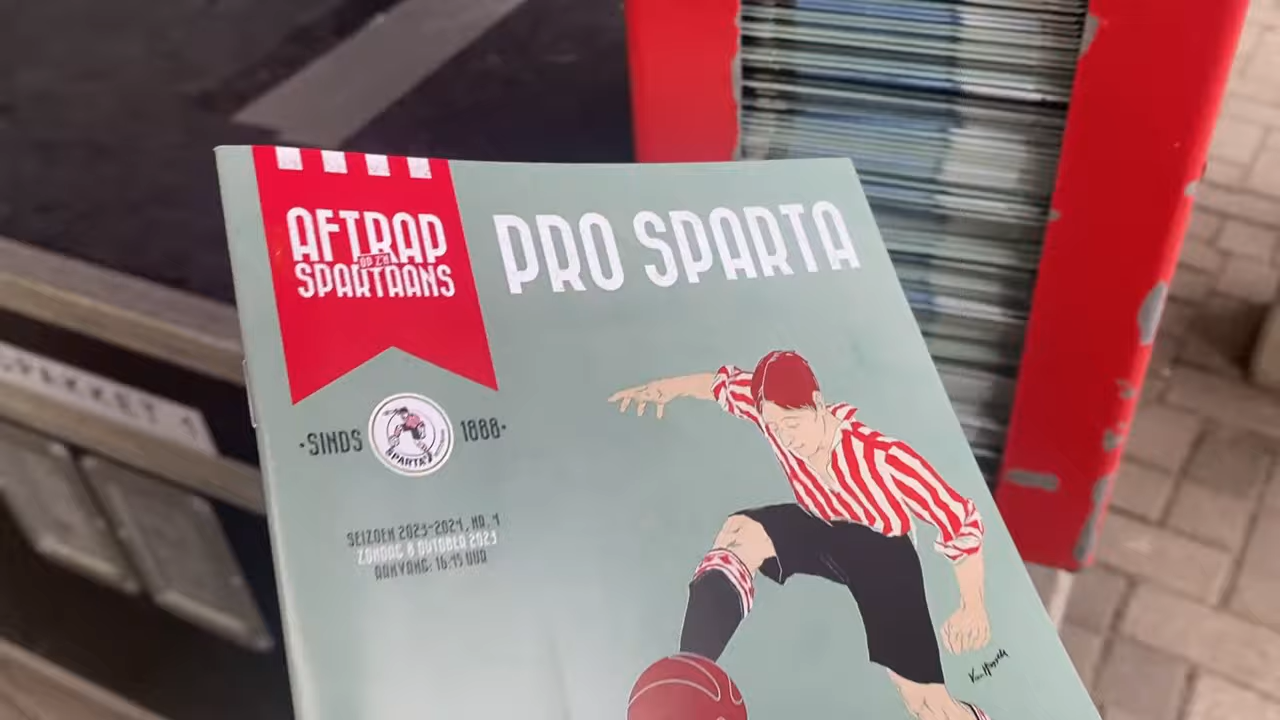 AFTRAP
OP Z'N
SPARTAANS
PRO SPARTA
·SINDS
1888·
SPARTA
SEIZOEN 2023-2024, NR. 4
ZONDAG 8 OKTOBER 2023
AANVANG: 16:45 UUR